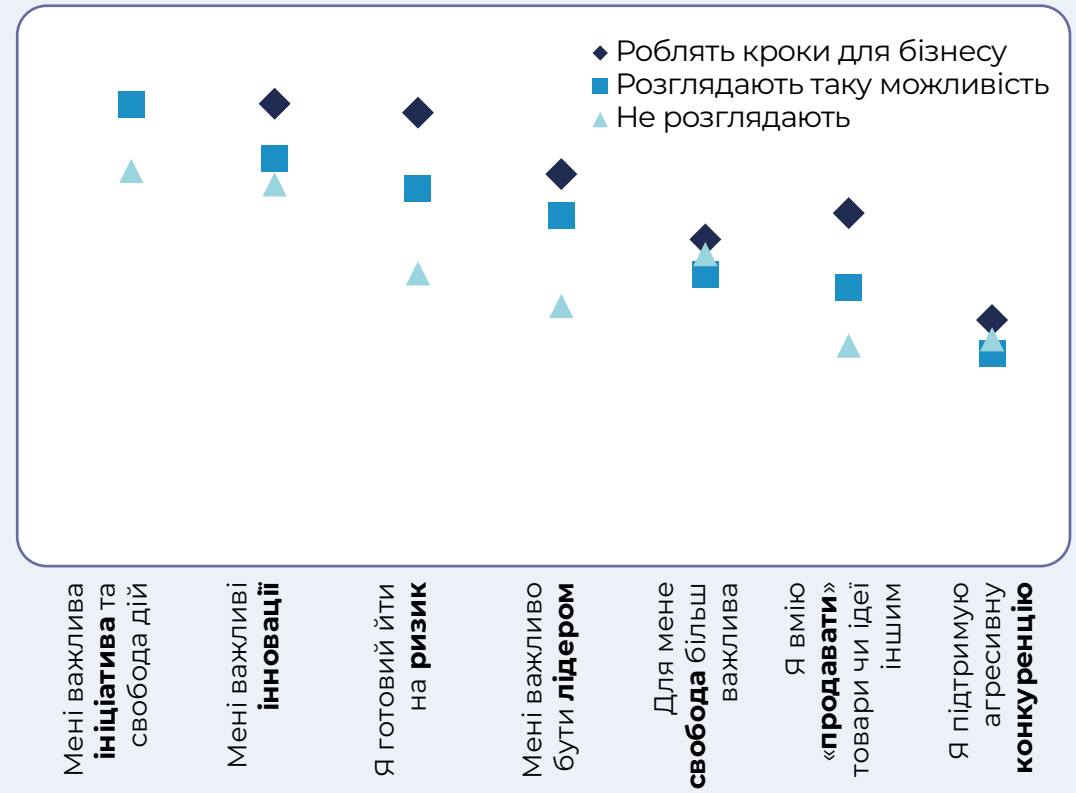 Роблять кроки для бізнесу
Розглядають таку можливість
Не розглядають
Мені важлива
ініціатива та
свобода дій
Мені важливі
інновації
Я готовий йти
на ризик
Мені важливо
бути лідером
Для мене
свобода більш
важлива
Я вмію
«продавати»
товари чи ідеї
іншим
Я підтримую
агресивну
конкуренцію